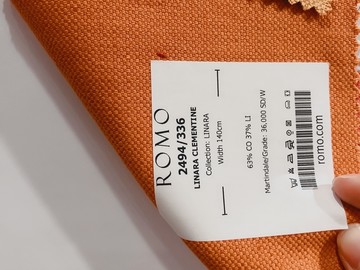 ROMO
2494/336
LINARA CLEMENTINE
Collection: LINARA
Width 140cm
63% CO 37% LI
Martindale/Grade: 36,000 SD/W
romo.com